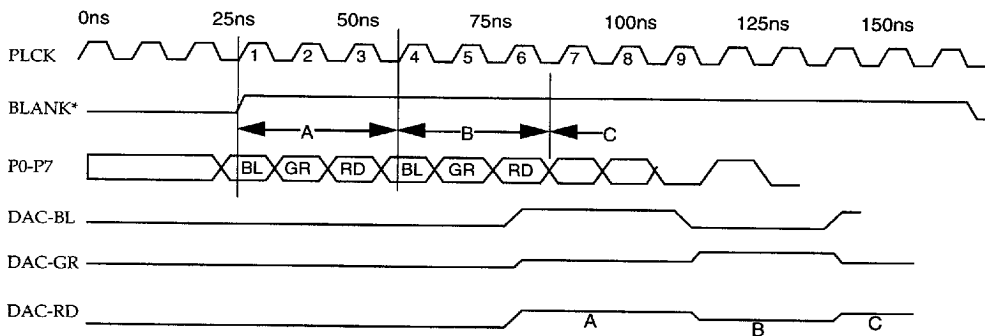 0ns 25ns 50ns 75ns 100ns 125ns 150ns
PLCK 1 2 3 4 5 6 7 8 9
BLANK*
A B C
P0-P7 BL GR RD BL GR RD
DAC-BL
DAC-GR
DAC-RD A B C